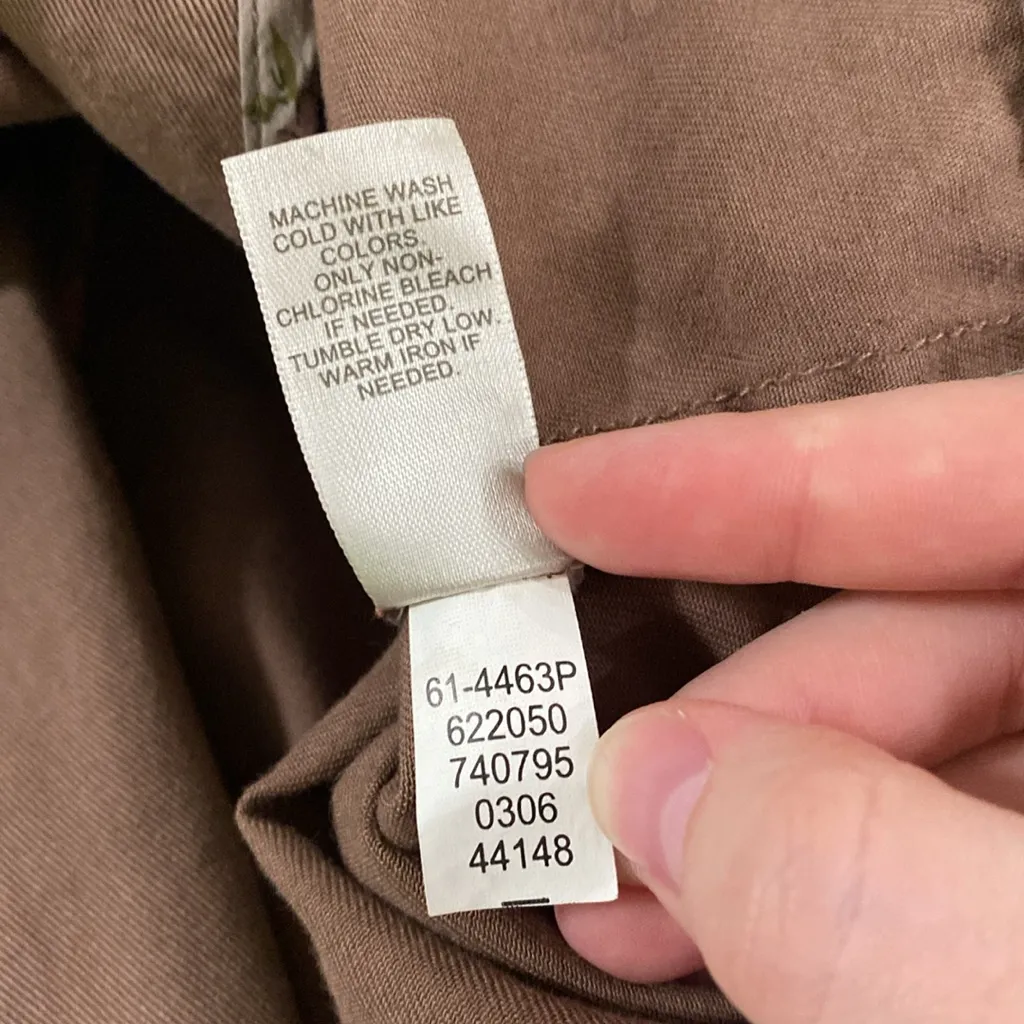 MACHINE WASH
COLD WITH LIKE
COLORS.
ONLY NON-
CHLORINE BLEACH
IF NEEDED.
TUMBLE DRY LOW.
WARM IRON IF
NEEDED.
61-4463P
622050
740795
0306
44148